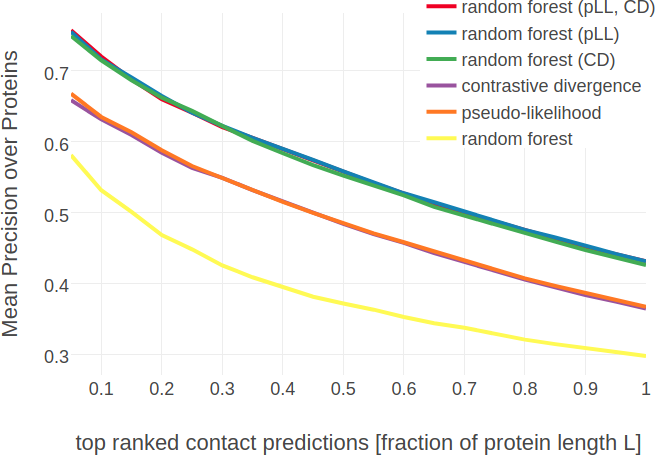 random forest (pLL, CD)
random forest (pLL)
random forest (CD)
contrastive divergence
pseudo-likelihood
random forest
Mean Precision over Proteins
0.7
0.6
0.5
0.4
0.3
0.1 0.2 0.3 0.4 0.5 0.6 0.7 0.8 0.9 1
top ranked contact predictions [fraction of protein length L]